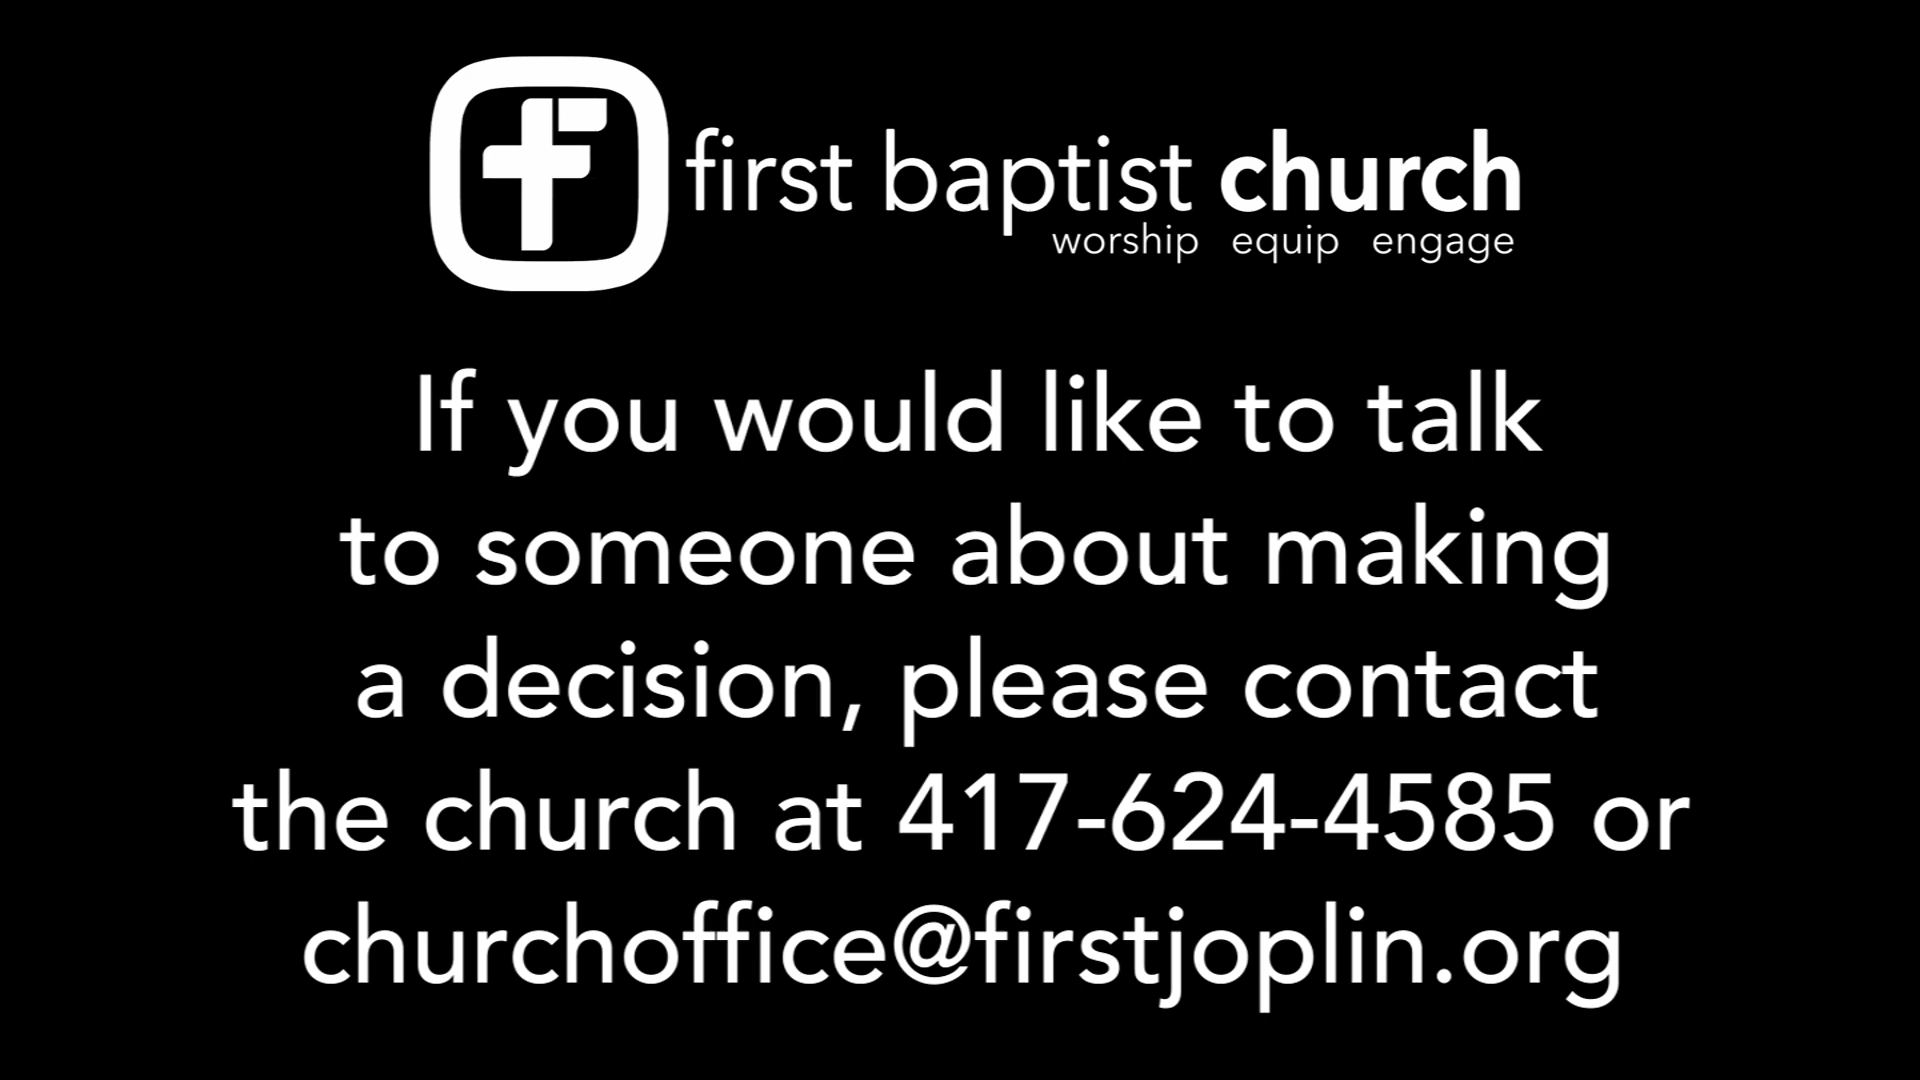 first baptist church
worship equip engage
If you would like to talk
to someone about making
a decision, please contact
the church at 417-624-4585 or
churchoffice@firstjoplin.org